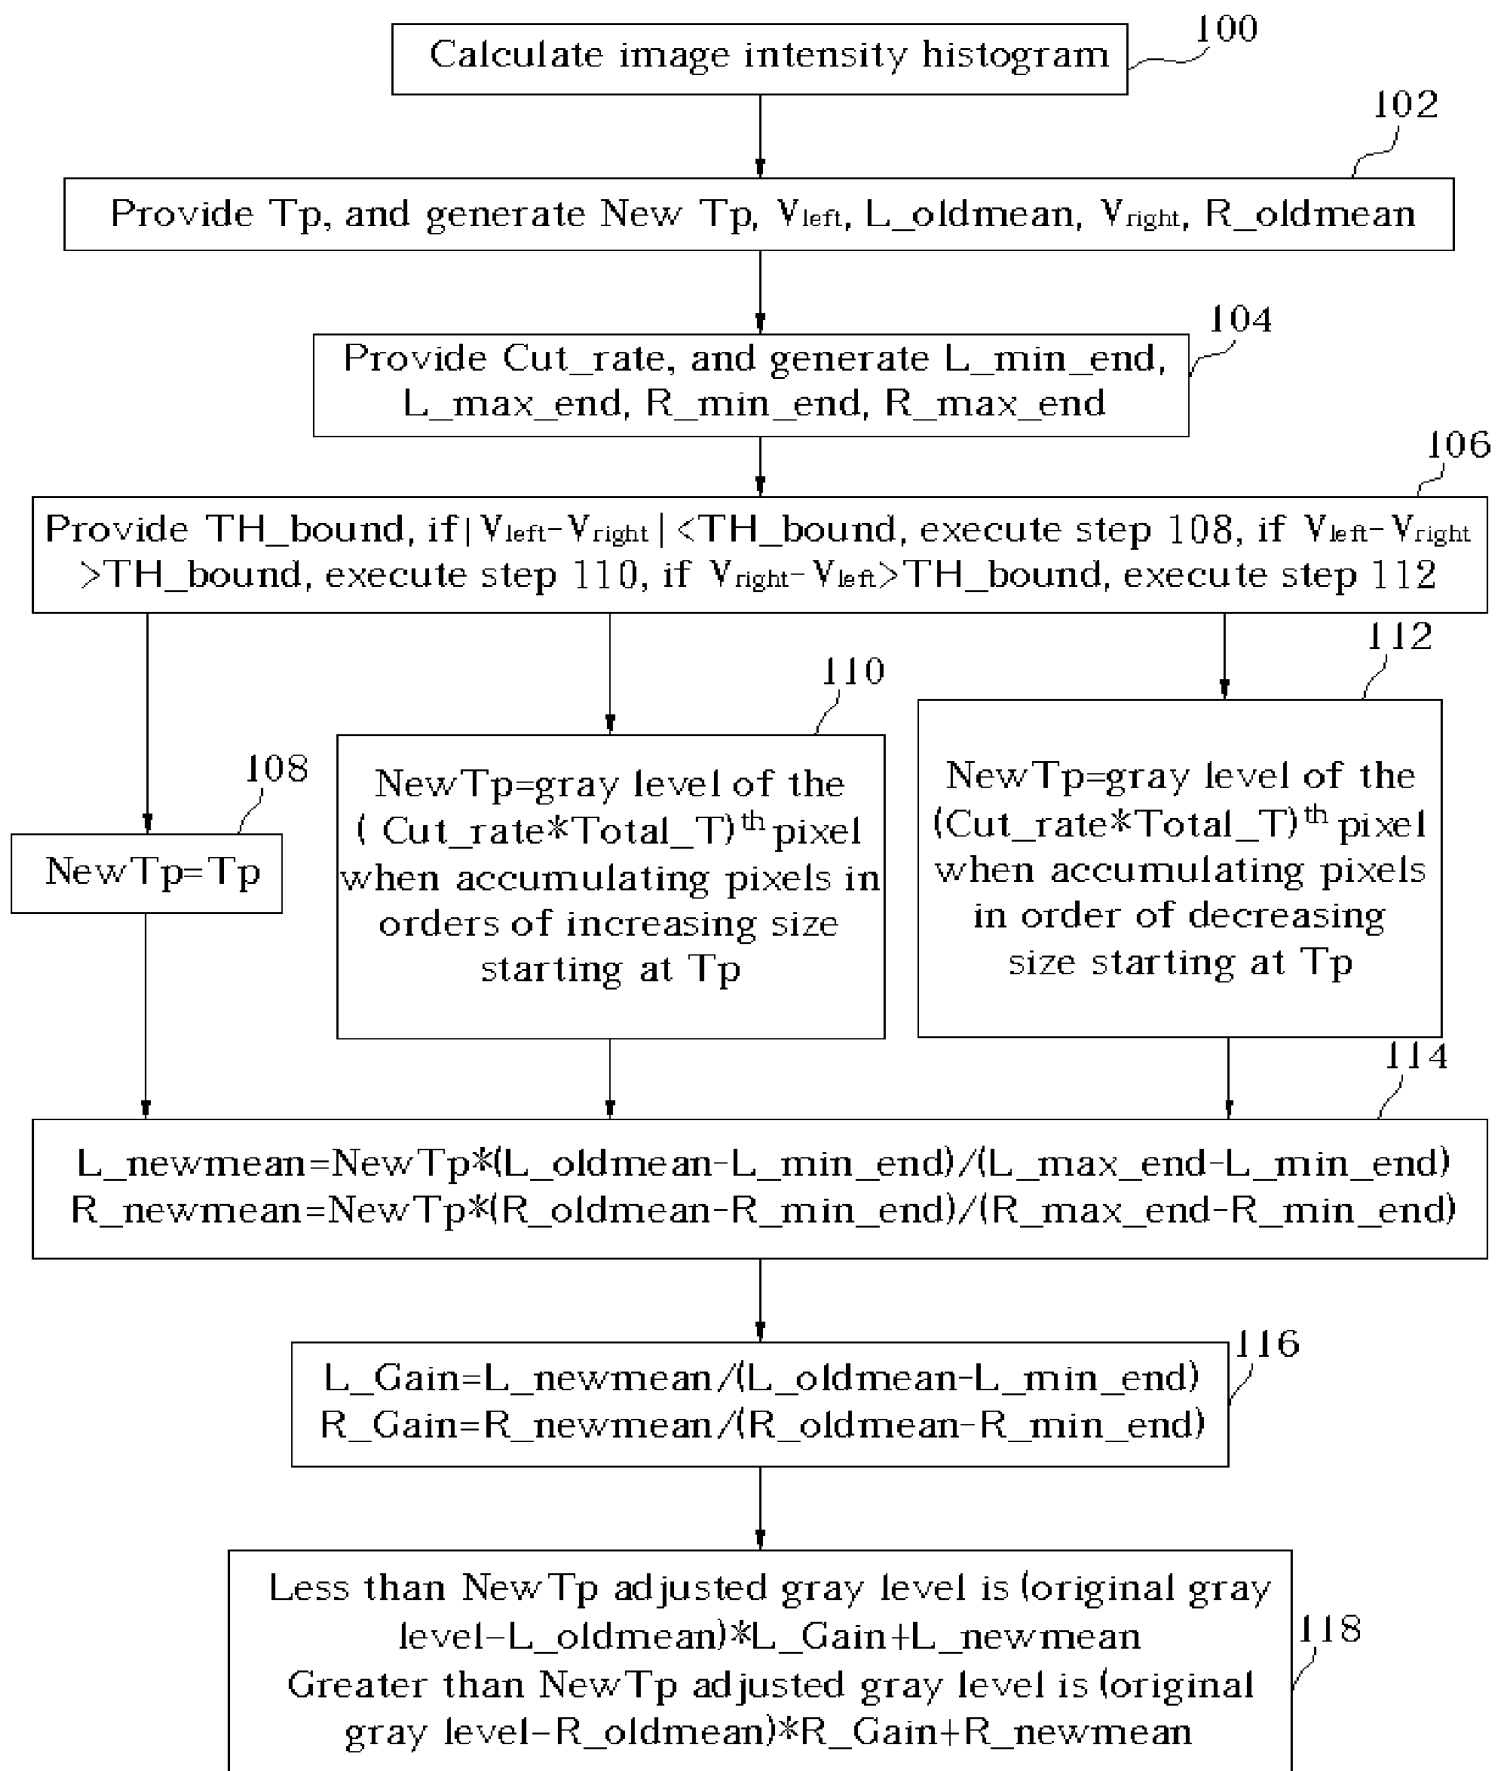 100
Calculate image intensity histogram
102
Provide Tp, and generate New Tp, Vleft, L_oldmean, Vright, R_oldmean
104
Provide Cut_rate, and generate L_min_end,
L_max_end, R_min_end, R_max_end
106
Provide TH_bound, if|Vleft-Vright|<TH_bound, execute step 108, if Vleft-Vright
>TH_bound, execute step 110, if Vright-Vleft>TH_bound, execute step 112
108
NewTp=Tp
110
NewTp=gray level of the
( Cut_rate*Total_T)th pixel
when accumulating pixels in
orders of increasing size
starting at Tp
112
NewTp=gray level of the
(Cut_rate*Total_T)th pixel
when accumulating pixels
in order of decreasing
size starting at Tp
114
L_newmean=NewTp*(L_oldmean-L_min_end)/(L_max_end-L_min_end)
R_newmean=NewTp*(R_oldmean-R_min_end)/(R_max_end-R_min_end)
116
L_Gain=L_newmean/(L_oldmean-L_min_end)
R_Gain=R_newmean/(R_oldmean-R_min_end)
118
Less than NewTp adjusted gray level is (original gray
level-L_oldmean)*L_Gain+L_newmean
Greater than NewTp adjusted gray level is (original
gray level-R_oldmean)*R_Gain+R_newmean